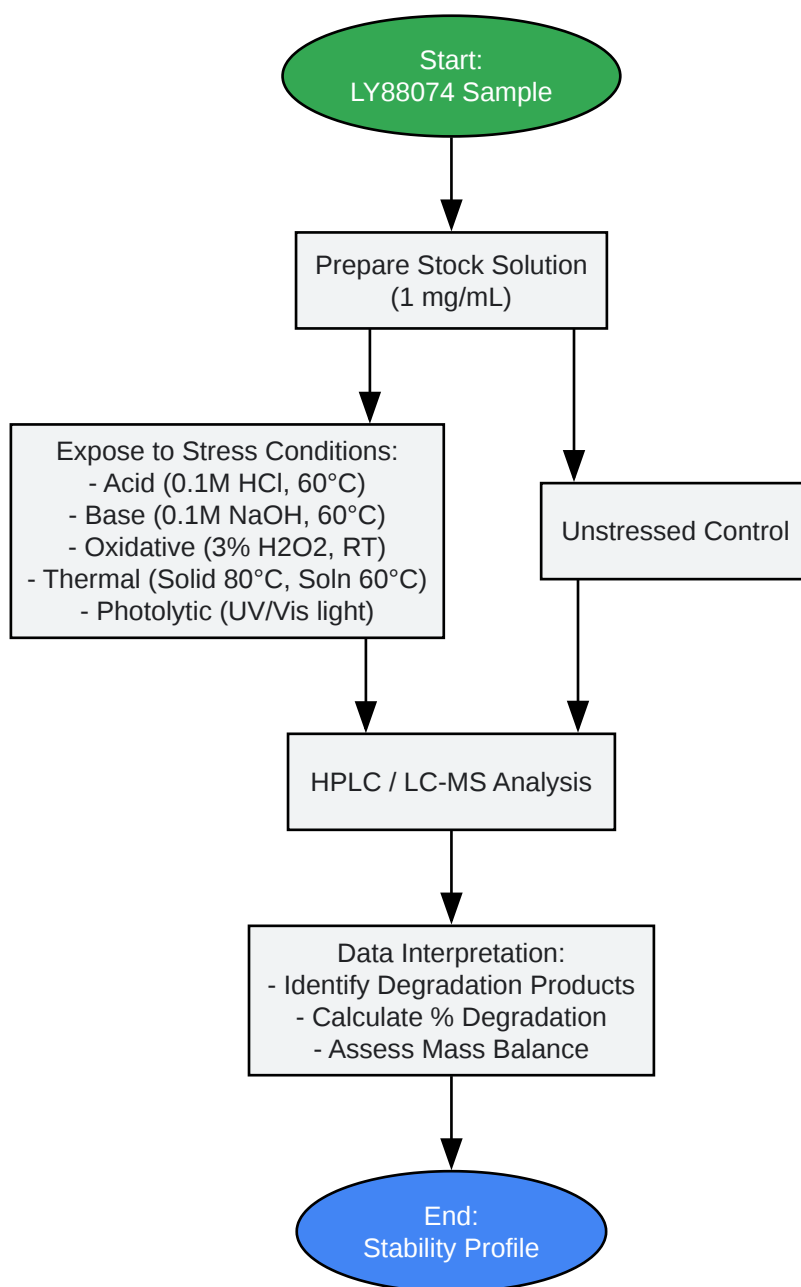 Start:
LY88074 Sample
Prepare Stock Solution
(1 mg/mL)
Expose to Stress Conditions:
- Acid (0.1M HCl, 60°C)
- Base (0.1M NaOH, 60°C)
- Oxidative (3% H2O2, RT)
- Thermal (Solid 80°C, Soln 60°C)
- Photolytic (UV/Vis light)
Unstressed Control
HPLC / LC-MS Analysis
Data Interpretation:
- Identify Degradation Products
- Calculate % Degradation
- Assess Mass Balance
End:
Stability Profile